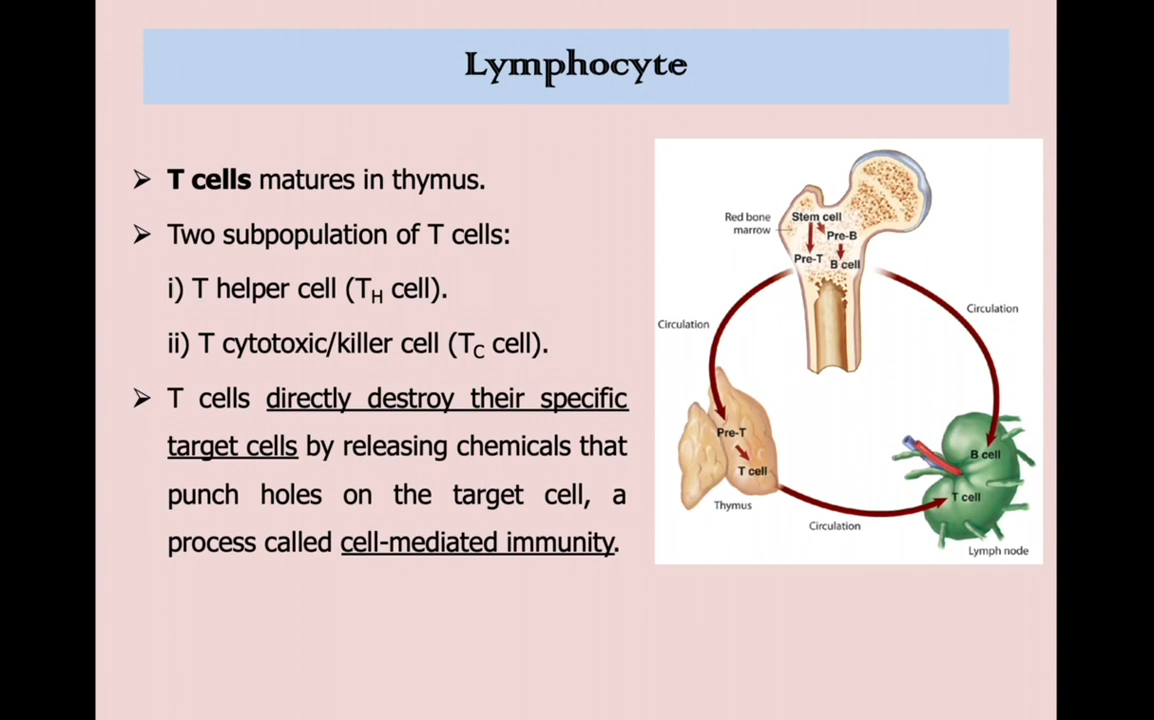 Lymphocyte
➢ T cells matures in thymus.
➢ Two subpopulation of T cells:
i) T helper cell (TH cell).
ii) T cytotoxic/killer cell (TC cell).
➢ T cells directly destroy their specific
target cells by releasing chemicals that
punch holes on the target cell, a
process called cell-mediated immunity.
Red bone
marrow
Stem cell
Pre-B
Pre-T
B cell
Circulation
Circulation
Pre-T
T cell
Thymus
Circulation
B cell
T cell
Lymph node